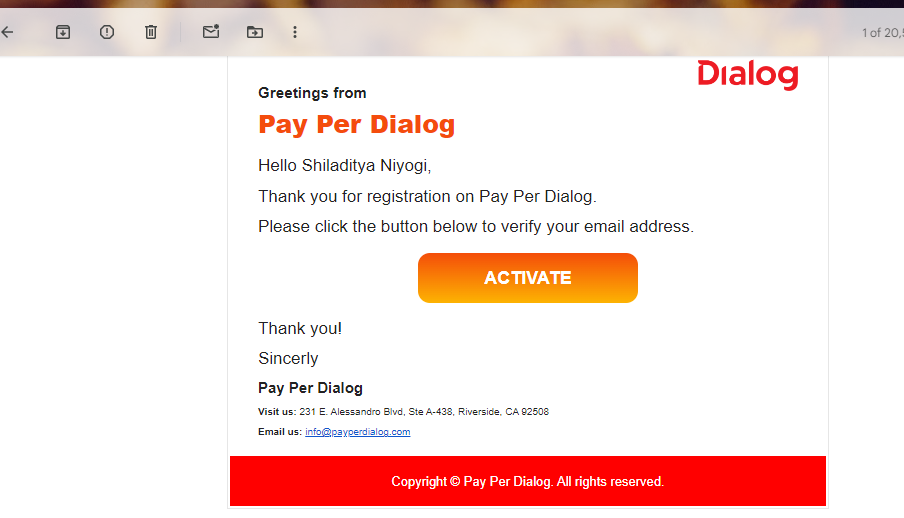 1 of 20,5
Dialog
Greetings from
Pay Per Dialog
Hello Shiladitya Niyogi,
Thank you for registration on Pay Per Dialog.
Please click the button below to verify your email address.
ACTIVATE
Thank you!
Sincerly
Pay Per Dialog
Visit us: 231 E. Alessandro Blvd, Ste A-438, Riverside, CA 92508
Email us: info@payperdialog.com
Copyright © Pay Per Dialog. All rights reserved.